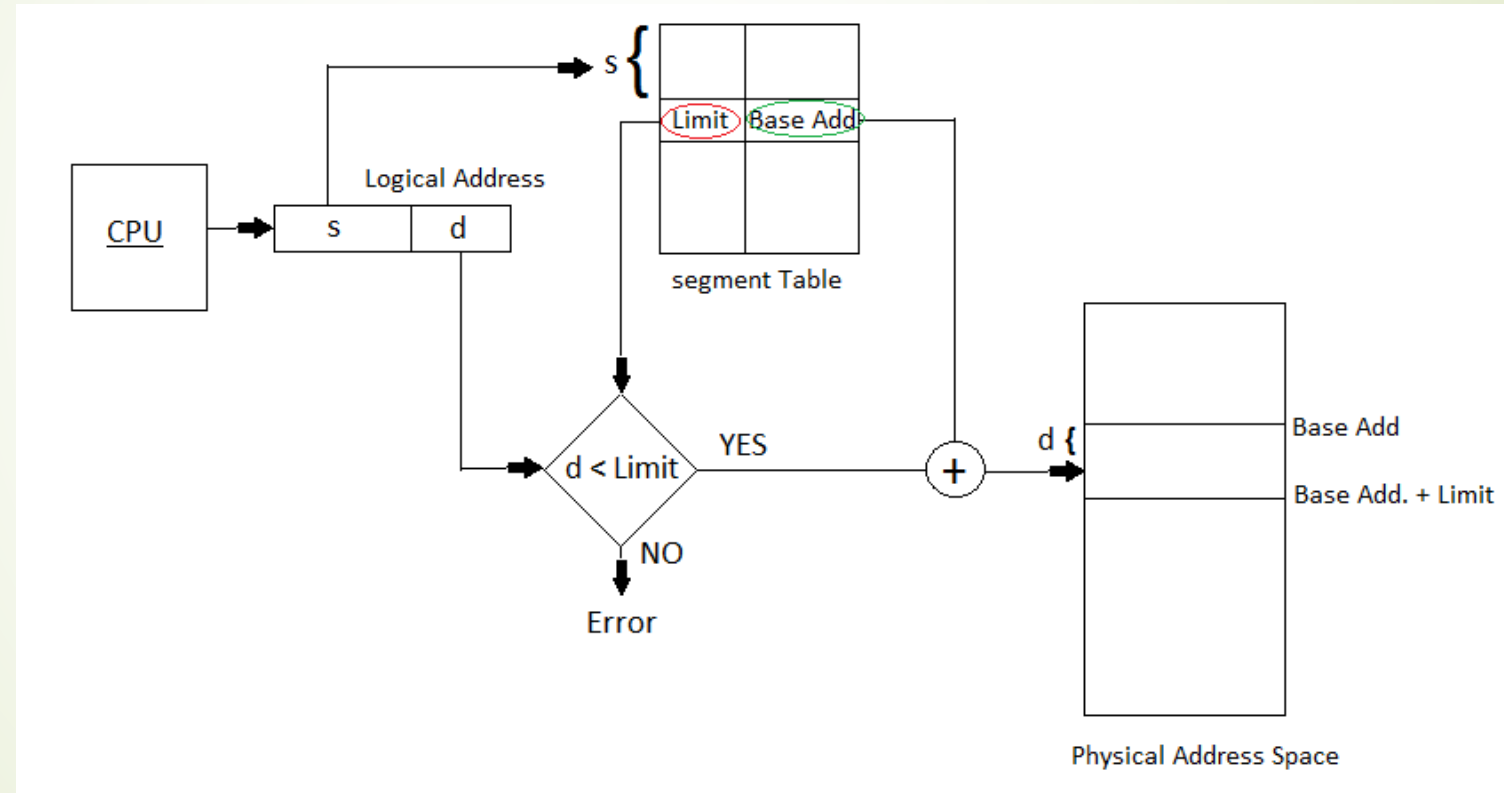 s {
Limit
Base Add
Logical Address
CPU
s
d
segment Table
d < Limit
YES
+
d {
Base Add
Base Add. + Limit
NO
Error
Physical Address Space